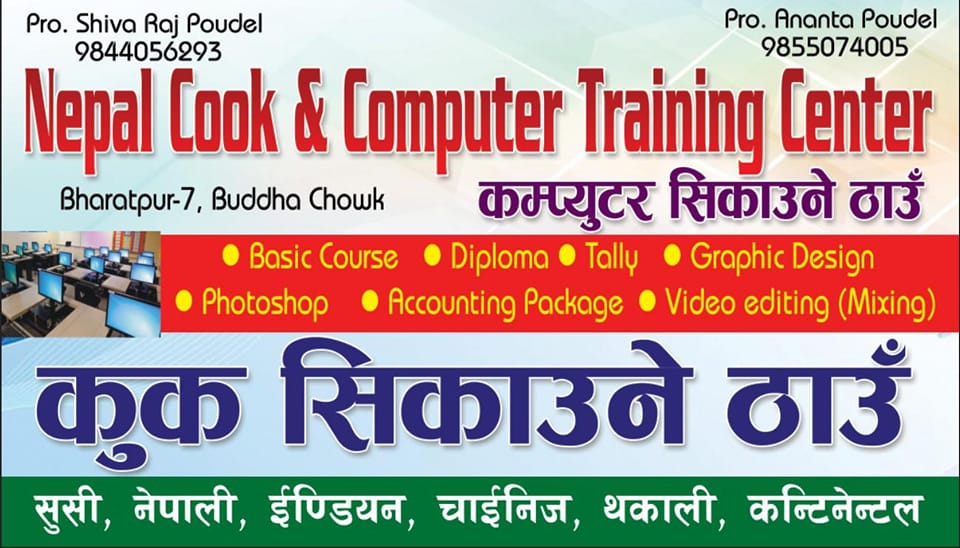 Pro. Shiva Raj Poudel
9844056293
Pro. Ananta Poudel
9855074005
Nepal Cook & Computer Training Center
Bharatpur-7, Buddha Chowk
कम्प्युटर सिकाउने ठाउँ
• Basic Course • Diploma • Tally • Graphic Design
• Photoshop • Accounting Package • Video editing (Mixing)
कुक सिकाउने ठाउँ
सुसी, नेपाली, ईण्डियन, चाईनिज, थकाली, कन्टिनेन्टल